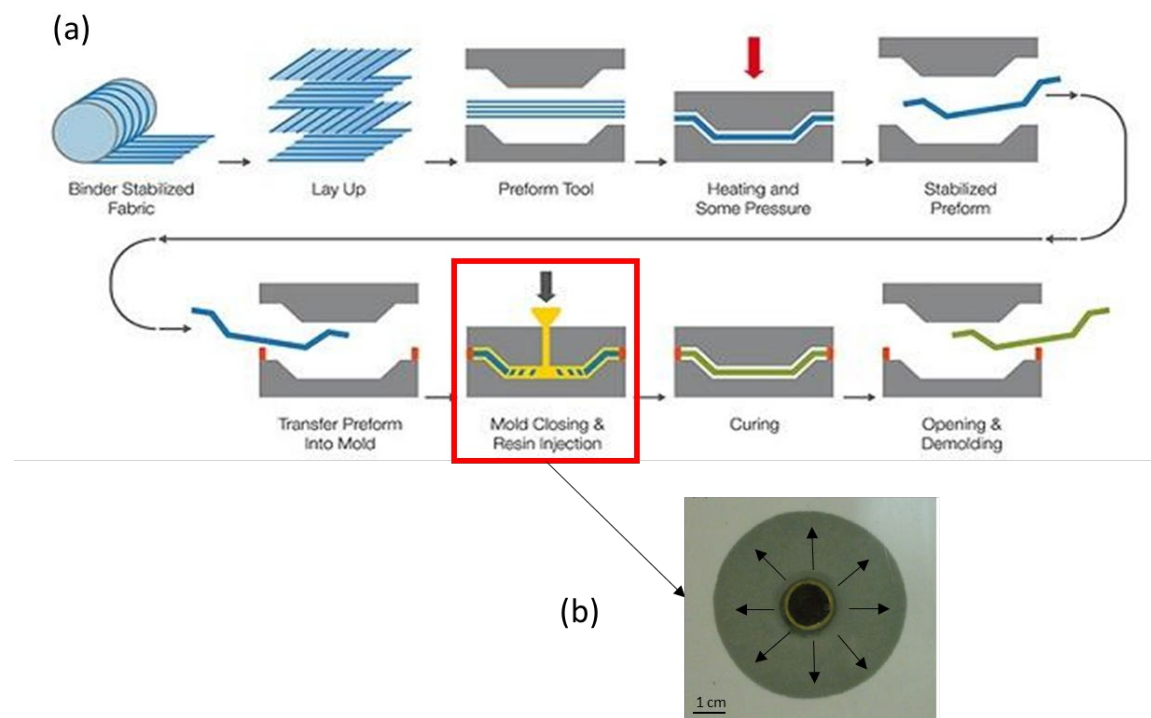 (a)
Binder Stabilized
Fabric
Lay Up
Preform Tool
Heating and
Some Pressure
Stabilized
Preform
Transfer Preform
Into Mold
Mold Closing &
Resin Injection
Curing
Opening &
Demolding
(b)
1 cm